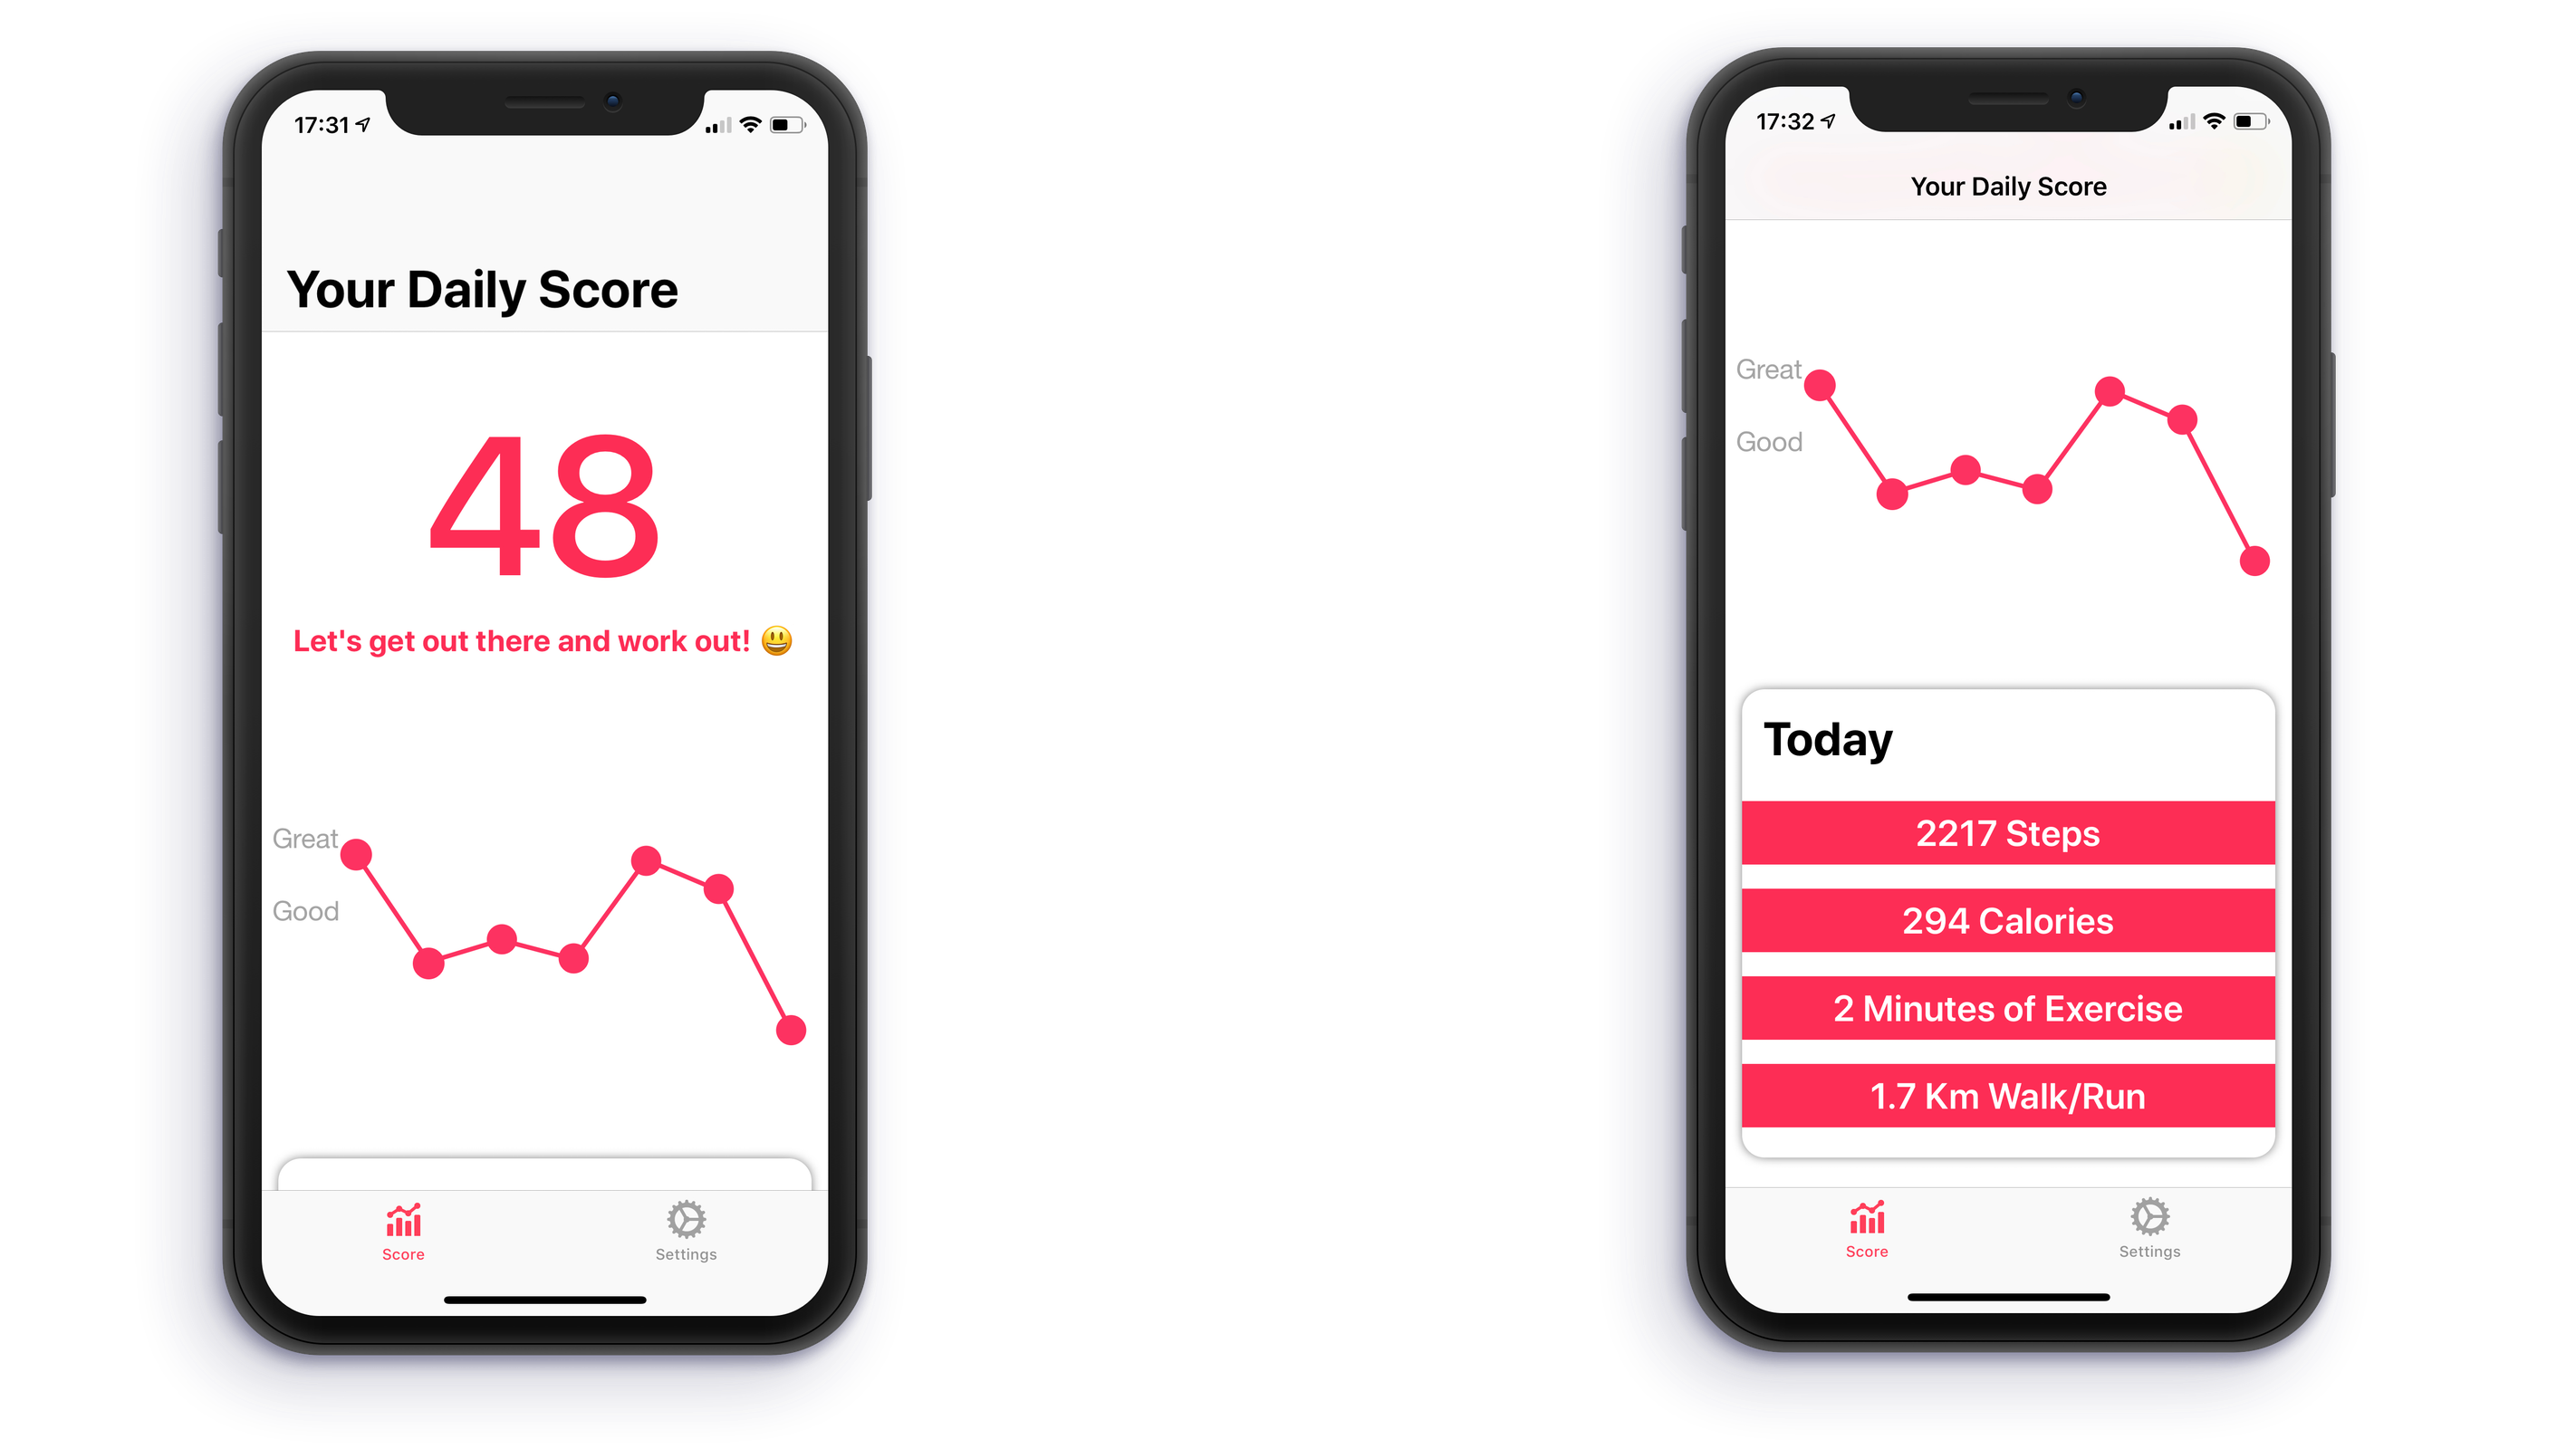 17:31
Your Daily Score
48
Let's get out there and work out! 😃
Great
Good
Score
Settings
17:32
Your Daily Score
Great
Good
Today
2217 Steps
294 Calories
2 Minutes of Exercise
1.7 Km Walk/Run
Score
Settings